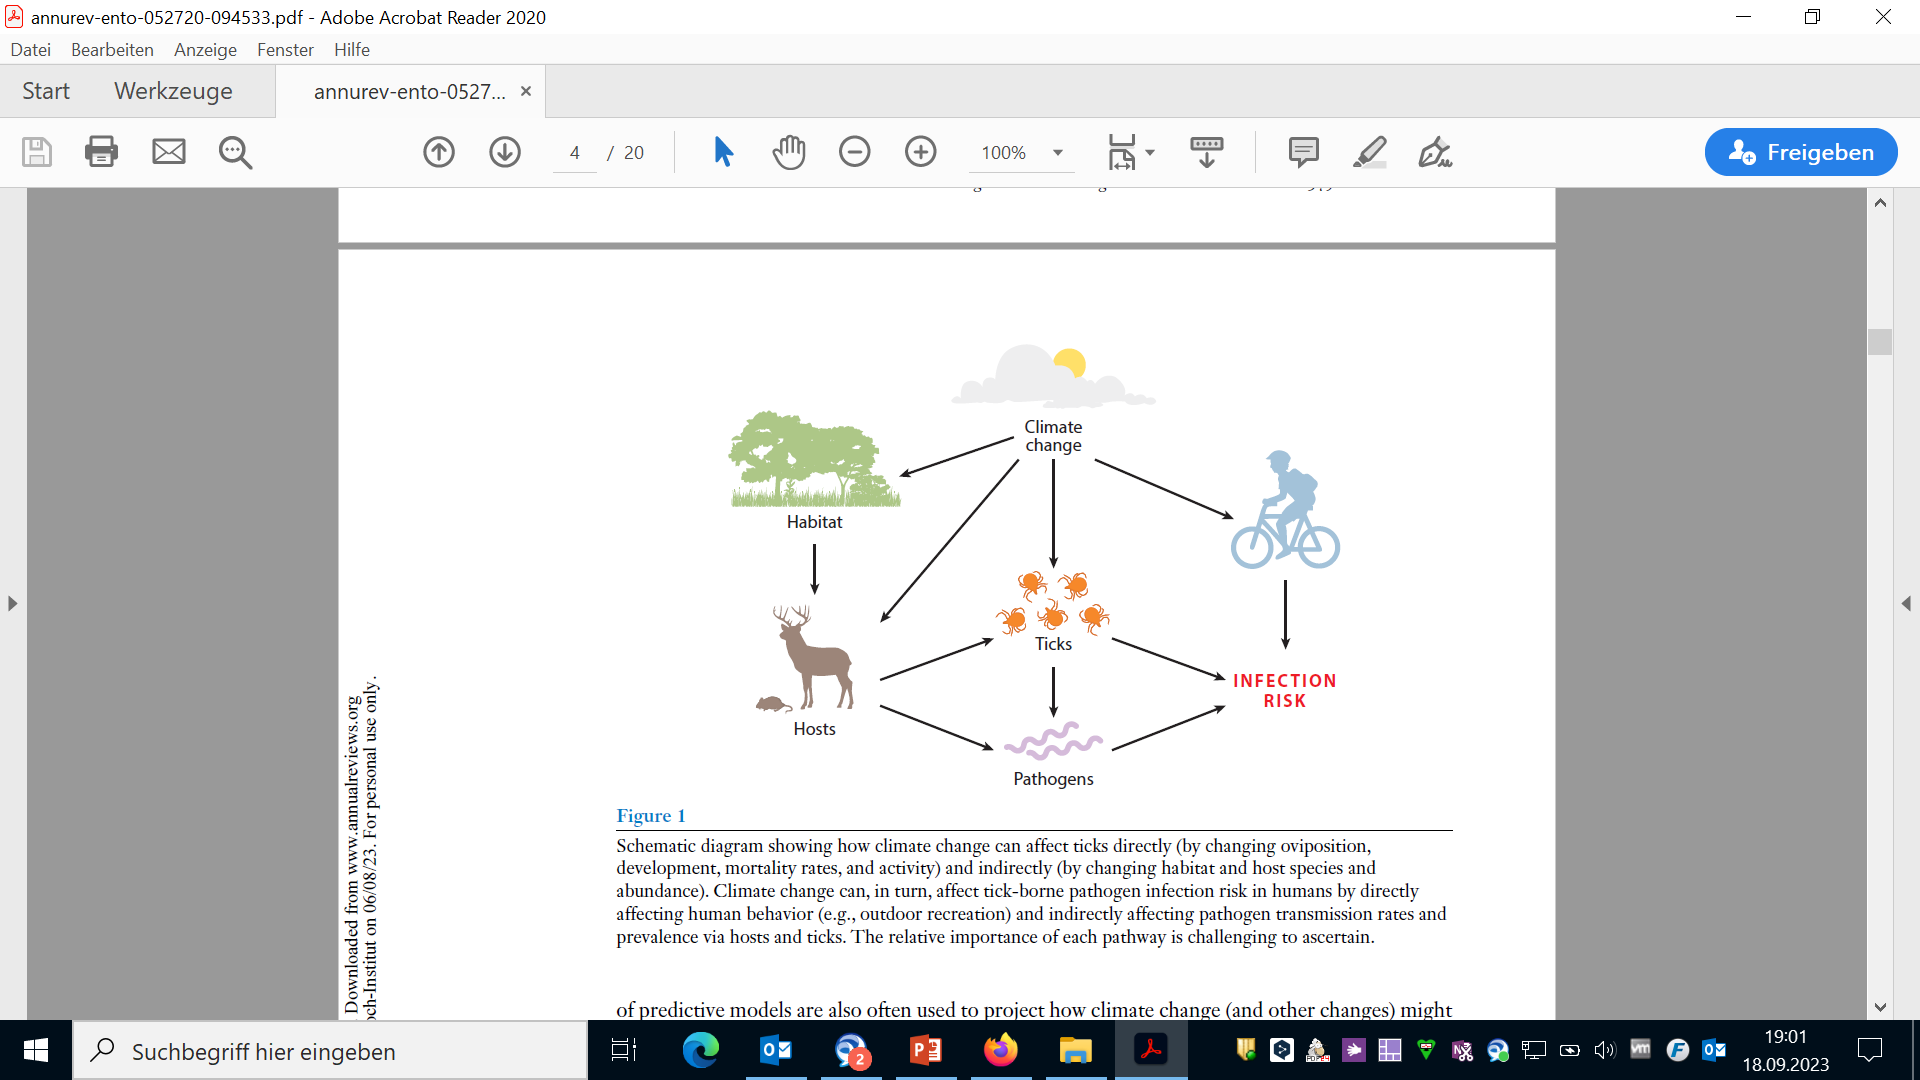 annurev-ento-052720-094533.pdf - Adobe Acrobat Reader 2020
Datei Bearbeiten Anzeige Fenster Hilfe
Start Werkzeuge annurev-ento-0527... ×
4 / 20 100% Freigeben
Climate
change
Habitat
Ticks
INFECTION
RISK
Hosts
Pathogens
Downloaded from www.annualreviews.org
och-Institut on 06/08/23. For personal use only.
Figure 1
Schematic diagram showing how climate change can affect ticks directly (by changing oviposition,
development, mortality rates, and activity) and indirectly (by changing habitat and host species and
abundance). Climate change can, in turn, affect tick-borne pathogen infection risk in humans by directly
affecting human behavior (e.g., outdoor recreation) and indirectly affecting pathogen transmission rates and
prevalence via hosts and ticks. The relative importance of each pathway is challenging to ascertain.
of predictive models are also often used to project how climate change (and other changes) might
Suchbegriff hier eingeben
2
19:01
18.09.2023